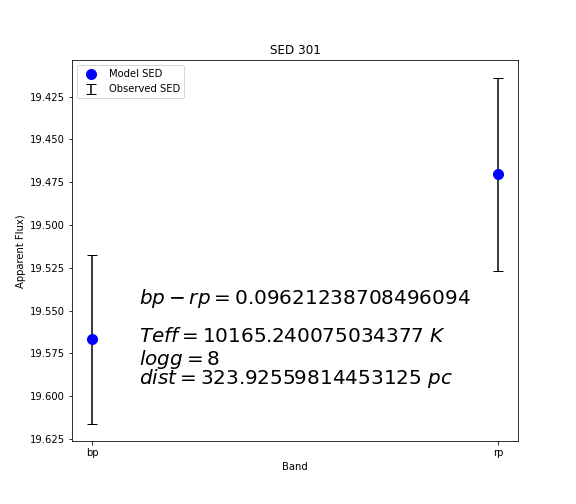 SED 301
Model SED
Observed SED
19.425
19.450
19.475
19.500
19.525
19.550
19.575
19.600
19.625
Apparent Flux)
bp − rp = 0.09621238708496094
Teff = 10165.240075034377 K
logg = 8
dist = 323.92559814453125 pc
bp
rp
Band